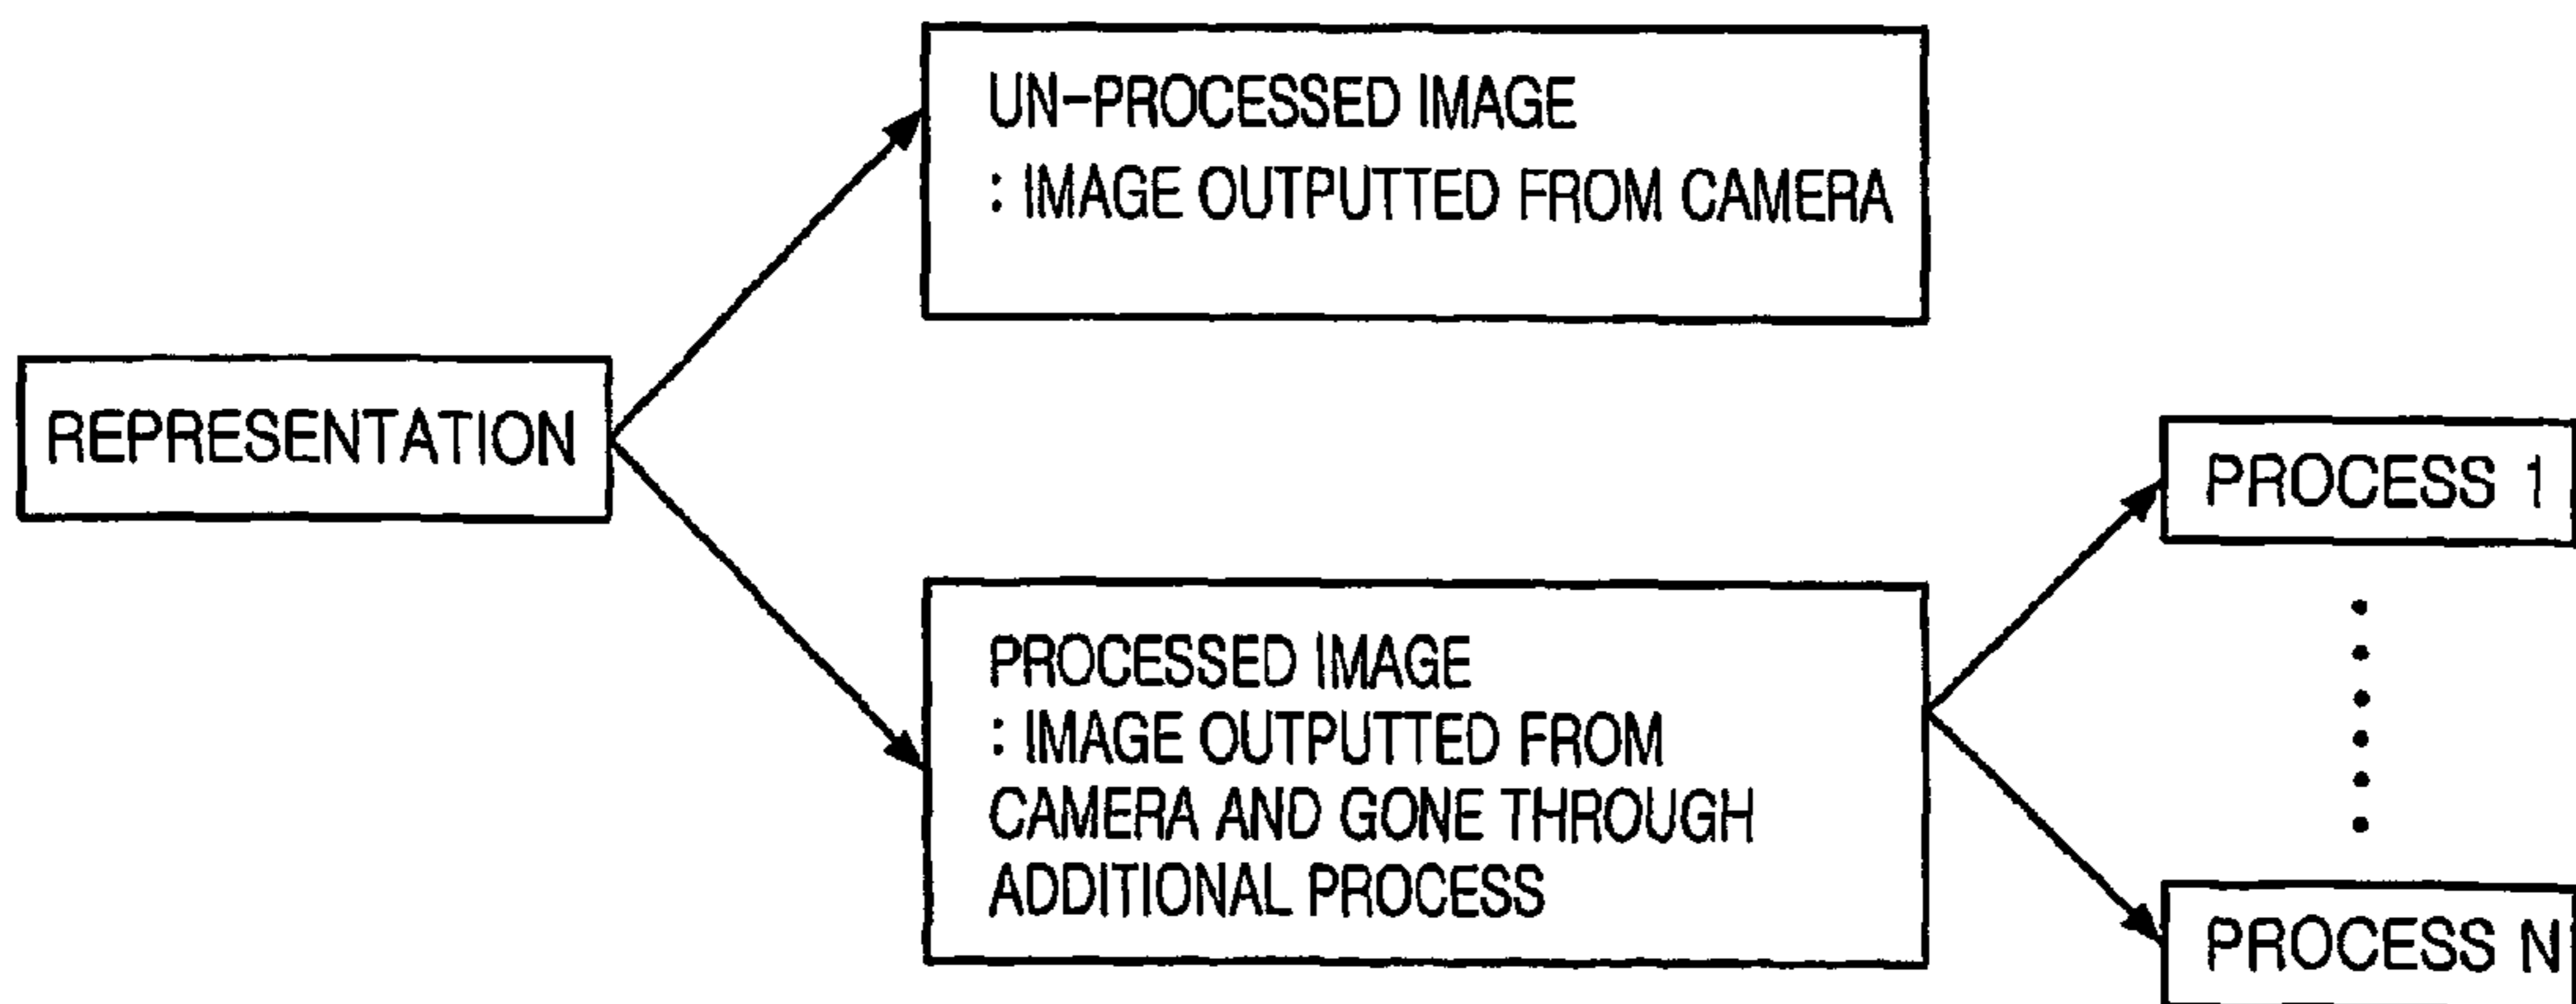 UN-PROCESSED IMAGE
: IMAGE OUTPUTTED FROM CAMERA
REPRESENTATION
PROCESS 1
PROCESSED IMAGE
: IMAGE OUTPUTTED FROM
CAMERA AND GONE THROUGH
ADDITIONAL PROCESS
PROCESS N